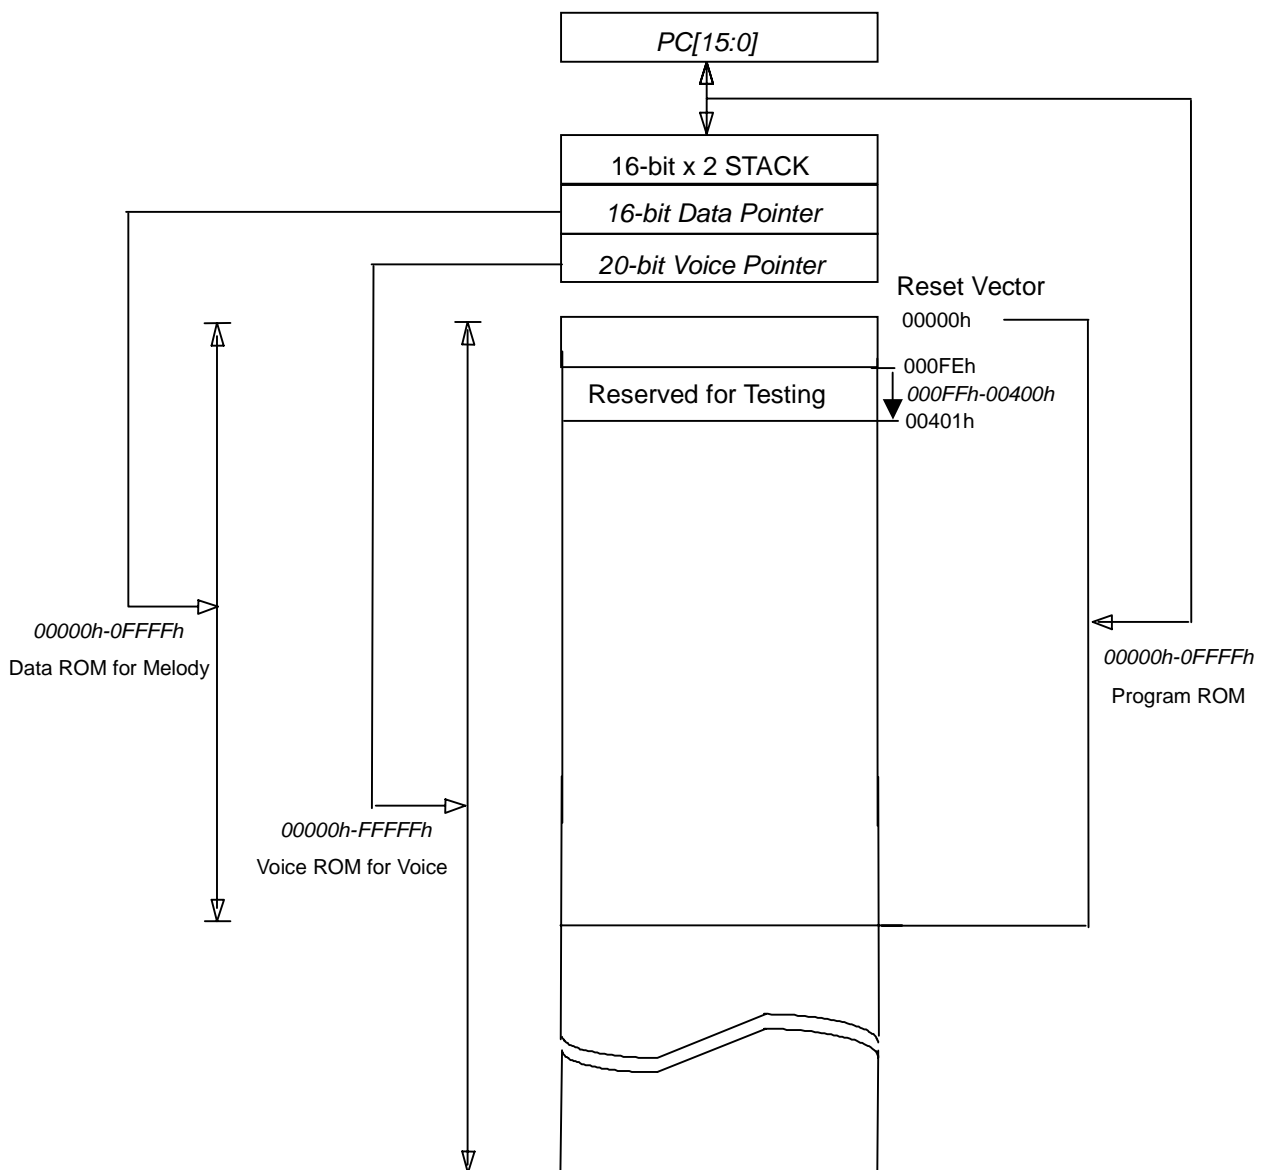 PC[15:0]
16-bit x 2 STACK
16-bit Data Pointer
20-bit Voice Pointer
Reset Vector
00000h
000FEh
Reserved for Testing
000FFh-00400h
00401h
00000h-0FFFFh
Data ROM for Melody
00000h-0FFFFh
Program ROM
00000h-FFFFFh
Voice ROM for Voice